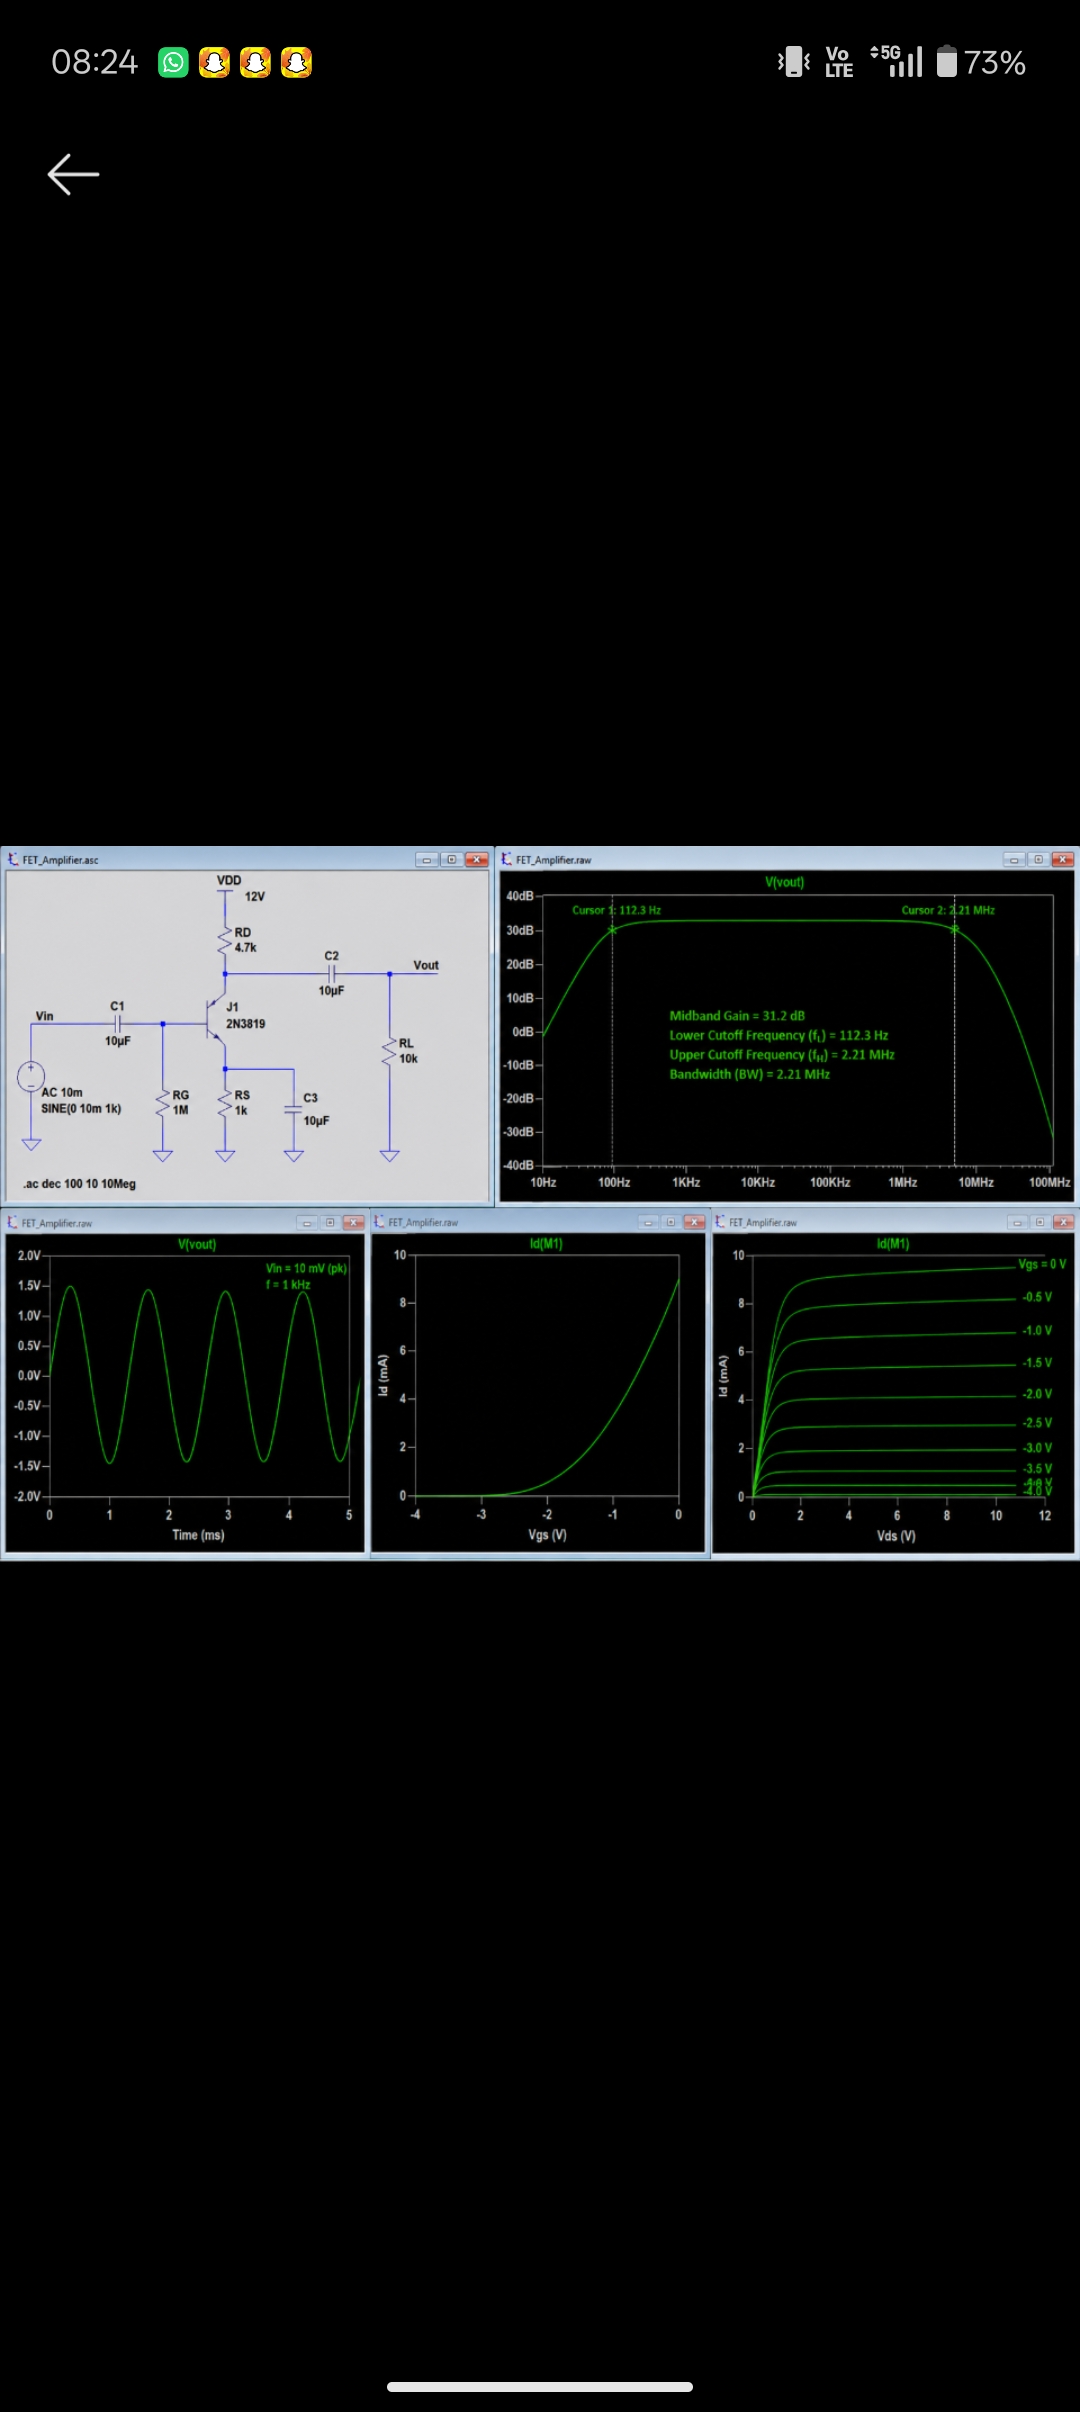 08:24
Vo
LTE
5G
73%
FET_Amplifier.asc
VDD
12V
RD
4.7k
C2
10µF
Vout
J1
2N3819
Vin
C1
10µF
RL
10k
AC 10m
SINE(0 10m 1k)
RG
1M
RS
1k
C3
10µF
.ac dec 100 10 10Meg
FET_Amplifier.raw
V(vout)
40dB
30dB
20dB
10dB
0dB
-10dB
-20dB
-30dB
-40dB
Cursor 1: 112.3 Hz
Cursor 2: 2.21 MHz
Midband Gain = 31.2 dB
Lower Cutoff Frequency (fL) = 112.3 Hz
Upper Cutoff Frequency (fH) = 2.21 MHz
Bandwidth (BW) = 2.21 MHz
10Hz 100Hz 1KHz 10KHz 100KHz 1MHz 10MHz 100MHz
FET_Amplifier.raw
V(vout)
Vin = 10 mV (pk)
f = 1 kHz
2.0V
1.5V
1.0V
0.5V
0.0V
-0.5V
-1.0V
-1.5V
-2.0V
0 1 2 3 4 5
Time (ms)
FET_Amplifier.raw
Id(M1)
Id (mA)
10
8
6
4
2
0
-4 -3 -2 -1 0
Vgs (V)
FET_Amplifier.raw
Id(M1)
Id (mA)
10
8
6
4
2
0
Vgs = 0 V
-0.5 V
-1.0 V
-1.5 V
-2.0 V
-2.5 V
-3.0 V
-3.5 V
-4.0 V
0 2 4 6 8 10 12
Vds (V)